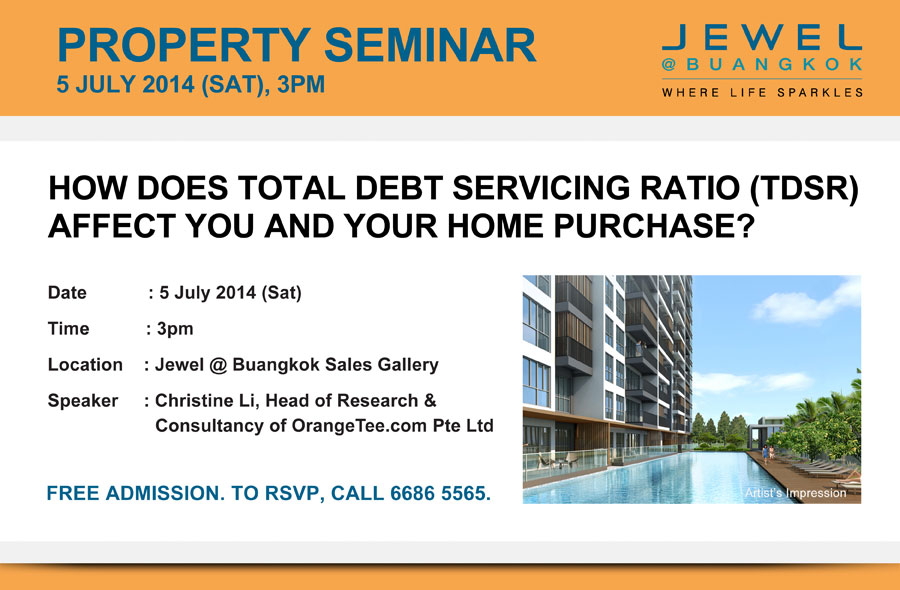 PROPERTY SEMINAR
5 JULY 2014 (SAT), 3PM
JEWEL
@BUANGKOK
WHERE LIFE SPARKLES
HOW DOES TOTAL DEBT SERVICING RATIO (TDSR)
AFFECT YOU AND YOUR HOME PURCHASE?
Date : 5 July 2014 (Sat)
Time : 3pm
Location : Jewel @ Buangkok Sales Gallery
Speaker : Christine Li, Head of Research &
Consultancy of OrangeTee.com Pte Ltd
FREE ADMISSION. TO RSVP, CALL 6686 5565.
Artist's Impression